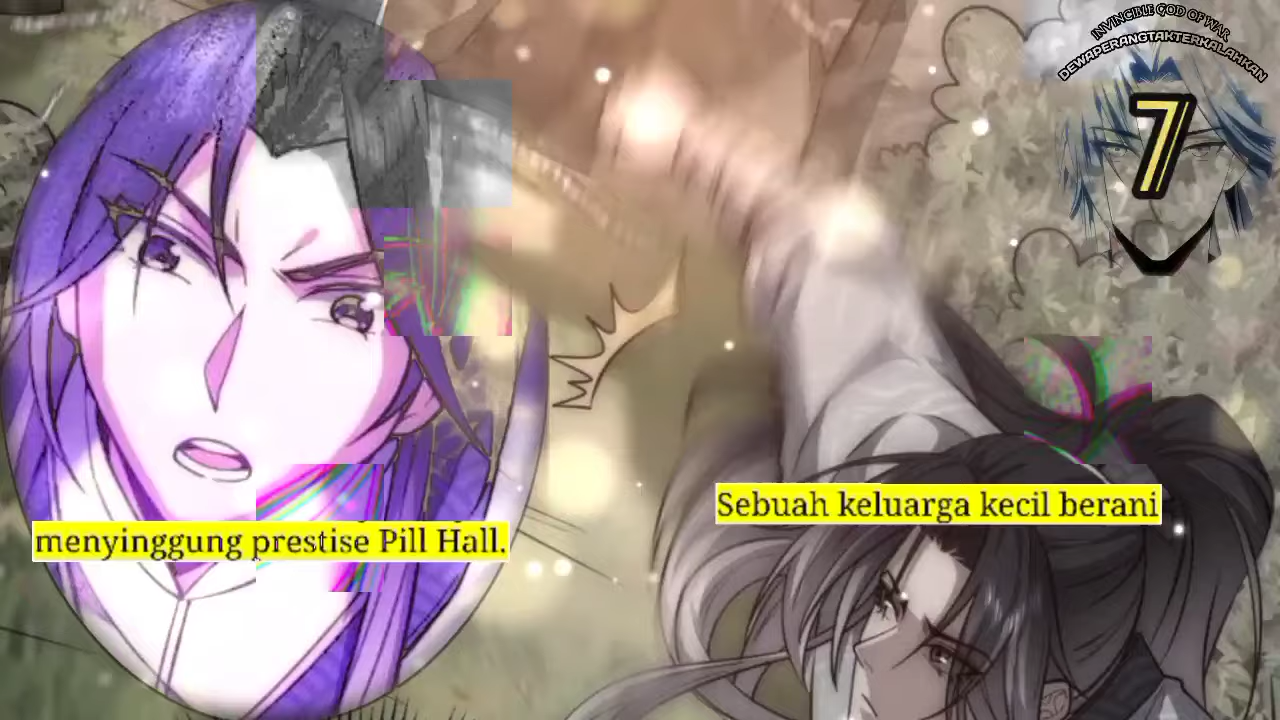 INVINCIBLE GOD OF WAR
DEWAPERANGTAKTERKALAHKAN
7
Sebuah keluarga kecil berani
menyinggung prestise Pill Hall.